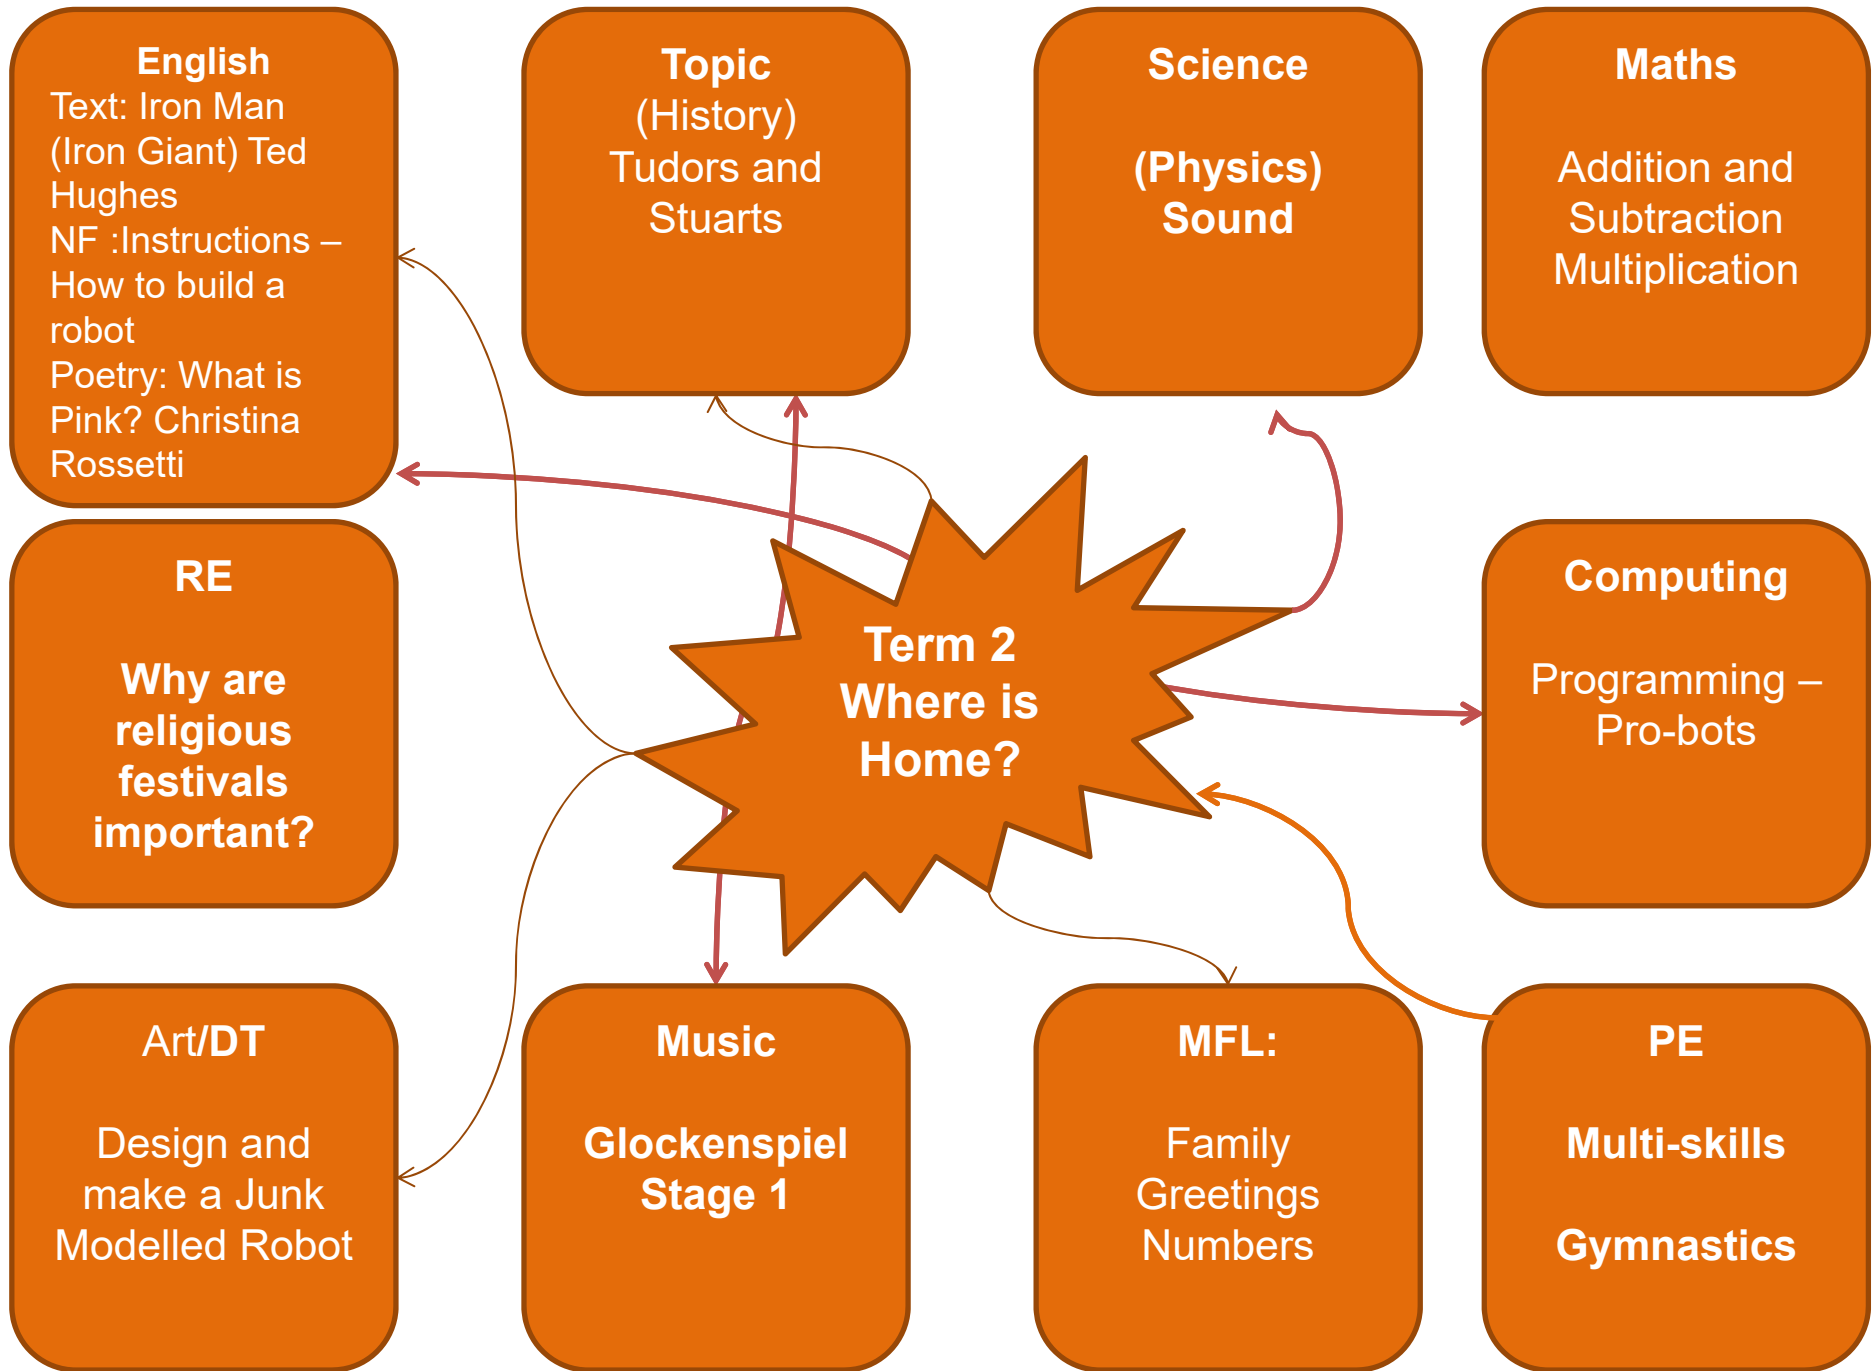 English
Text: Iron Man
(Iron Giant) Ted
Hughes
NF :Instructions –
How to build a
robot
Poetry: What is
Pink? Christina
Rossetti
Topic
(History)
Tudors and
Stuarts
Science
(Physics)
Sound
Maths
Addition and
Subtraction
Multiplication
RE
Why are
religious
festivals
important?
Term 2
Where is
Home?
Computing
Programming –
Pro-bots
Art/DT
Design and
make a Junk
Modelled Robot
Music
Glockenspiel
Stage 1
MFL:
Family
Greetings
Numbers
PE
Multi-skills
Gymnastics